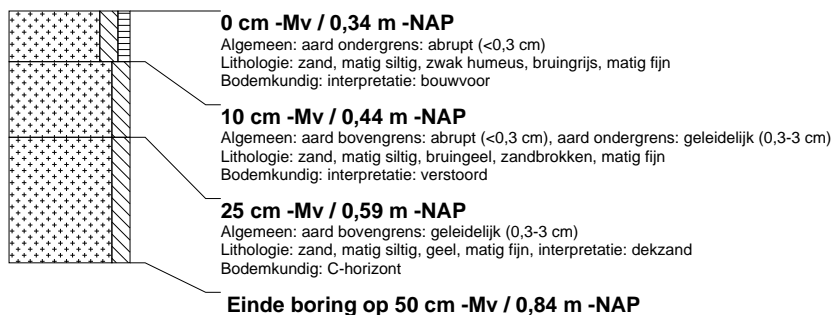 0 cm -Mv / 0,34 m -NAP
Algemeen: aard ondergrens: abrupt (<0,3 cm)
Lithologie: zand, matig siltig, zwak humeus, bruingrijs, matig fijn
Bodemkundig: interpretatie: bouwvoor
10 cm -Mv / 0,44 m -NAP
Algemeen: aard bovengrens: abrupt (<0,3 cm), aard ondergrens: geleidelijk (0,3-3 cm)
Lithologie: zand, matig siltig, bruingeel, zandbrokken, matig fijn
Bodemkundig: interpretatie: verstoord
25 cm -Mv / 0,59 m -NAP
Algemeen: aard bovengrens: geleidelijk (0,3-3 cm)
Lithologie: zand, matig siltig, geel, matig fijn, interpretatie: dekzand
Bodemkundig: C-horizont
Einde boring op 50 cm -Mv / 0,84 m -NAP